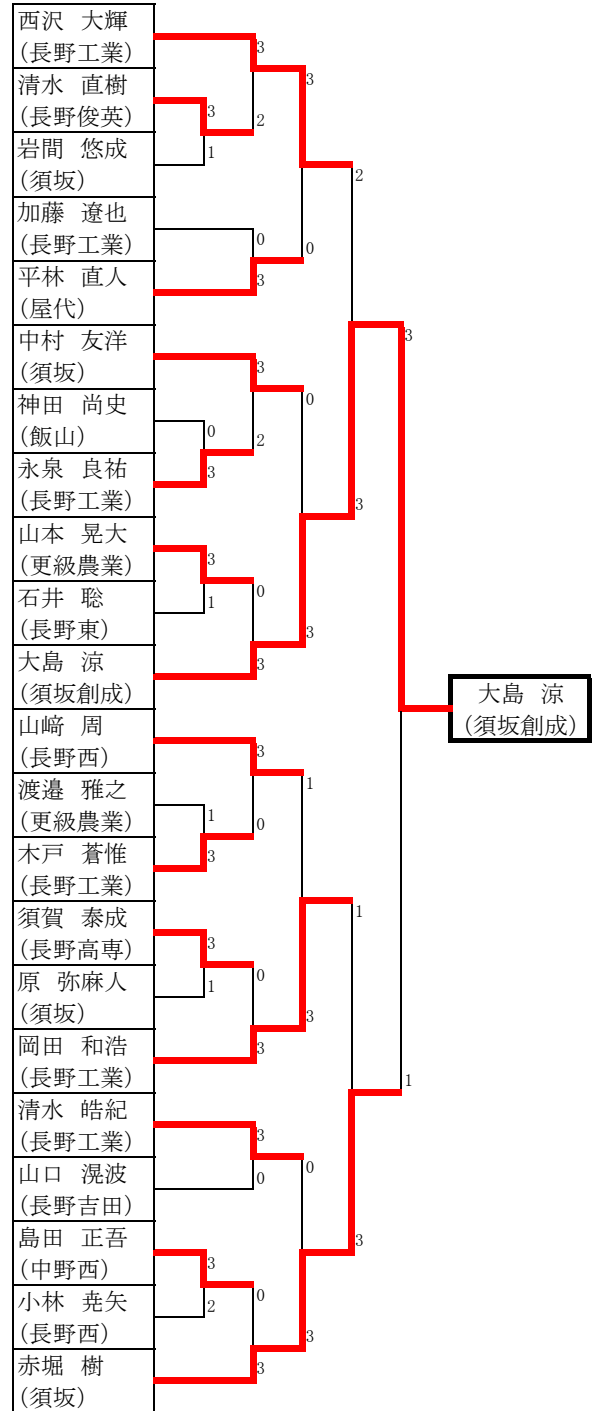 西沢 大輝
(長野工業)
清水 直樹
(長野俊英)
岩間 悠成
(須坂)
加藤 遼也
(長野工業)
平林 直人
(屋代)
中村 友洋
(須坂)
神田 尚史
(飯山)
永泉 良祐
(長野工業)
山本 晃大
(更級農業)
石井 聡
(長野東)
大島 涼
(須坂創成)
山﨑 周
(長野西)
渡邉 雅之
(更級農業)
木戸 蒼惟
(長野工業)
須賀 泰成
(長野高専)
原 弥麻人
(須坂)
岡田 和浩
(長野工業)
清水 皓紀
(長野工業)
山口 滉波
(長野吉田)
島田 正吾
(中野西)
小林 尭矢
(長野西)
赤堀 樹
(須坂)
3
1
0
3
3
1
1
3
3
1
3
2
3
2
0
3
3
2
0
3
3
0
0
3
3
0
0
3
3
0
0
3
1
3
0
3
2
3
1
3
3
1
大島 涼
(須坂創成)